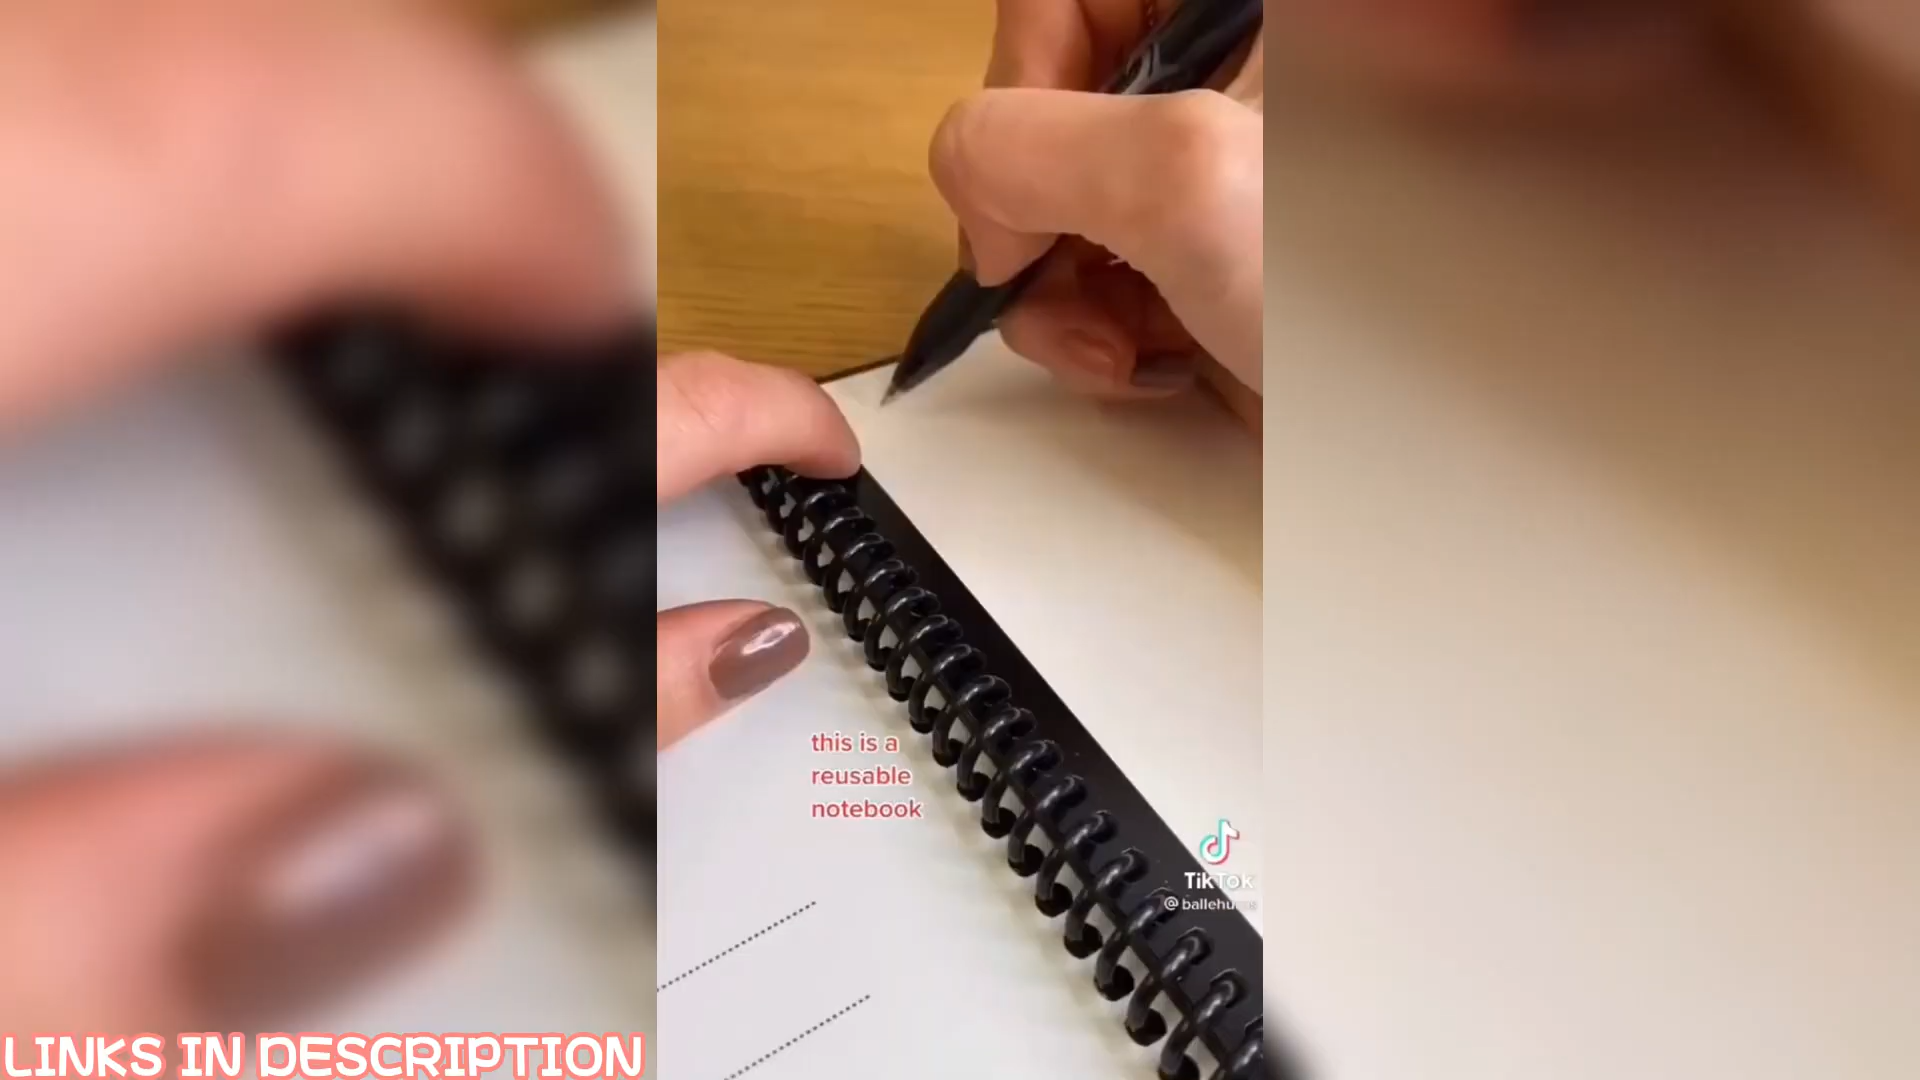 this is a
reusable
notebook
TikTok
LINKS IN DESCRIPTION